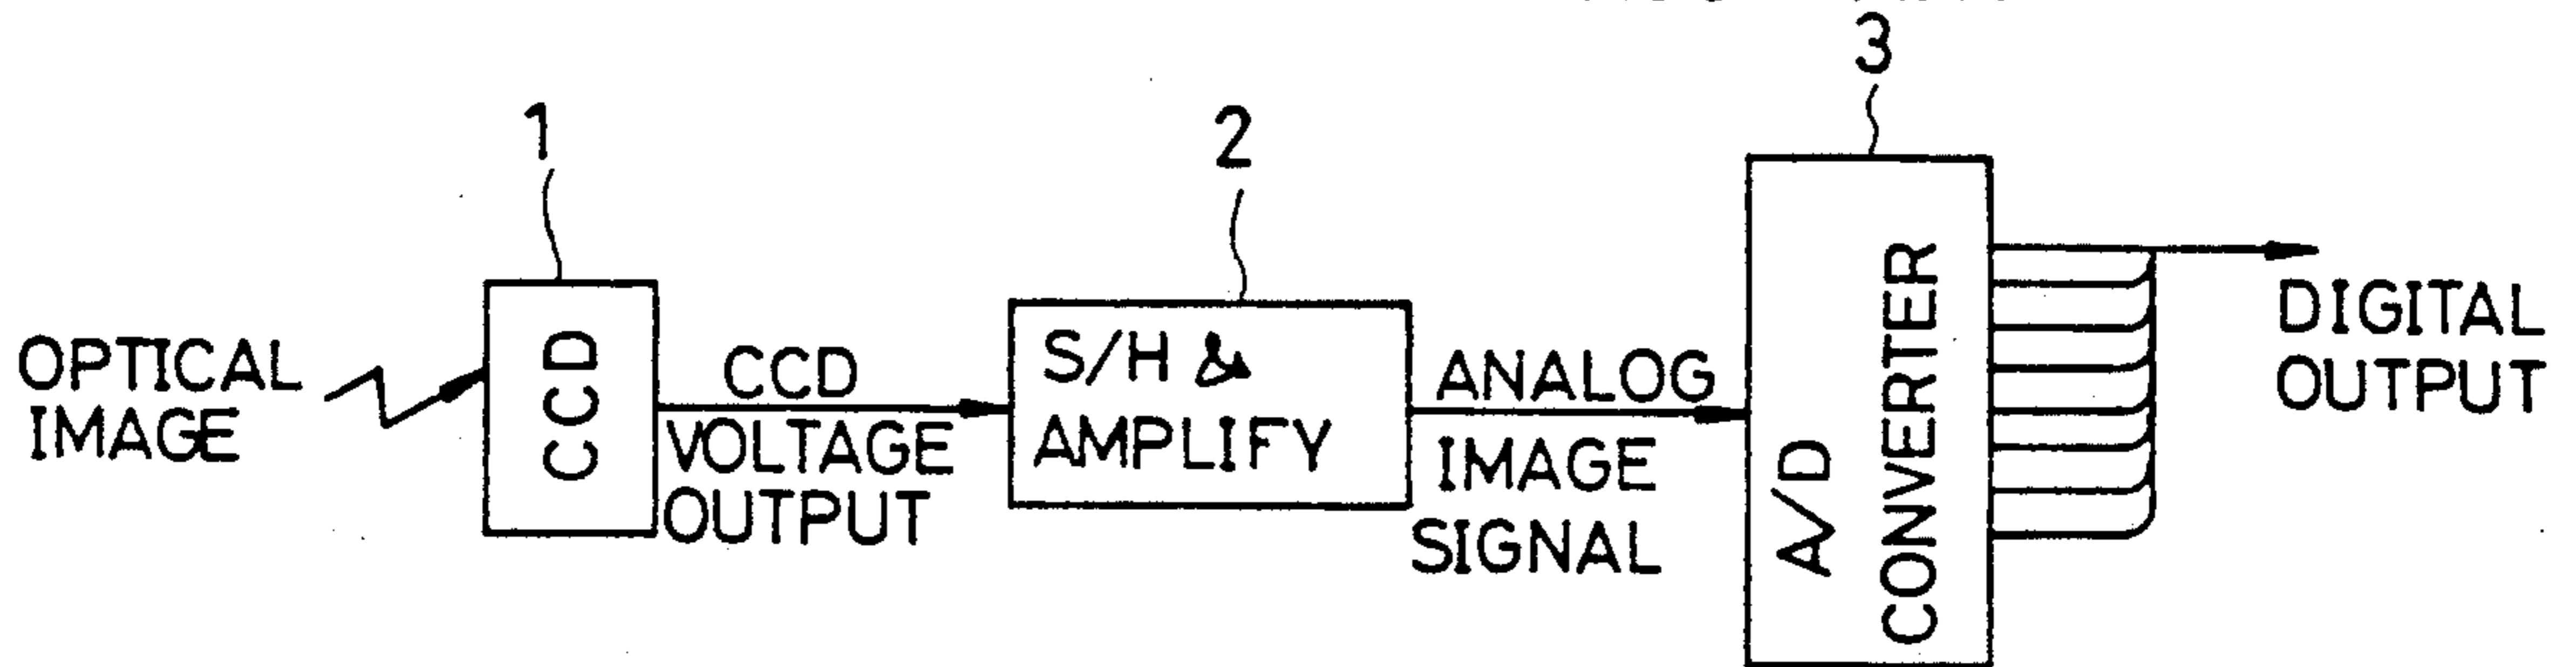 3
1
2
OPTICAL
IMAGE
CCD
CCD
VOLTAGE
OUTPUT
S/H &
AMPLIFY
ANALOG
IMAGE
SIGNAL
A/D
CONVERTER
DIGITAL
OUTPUT